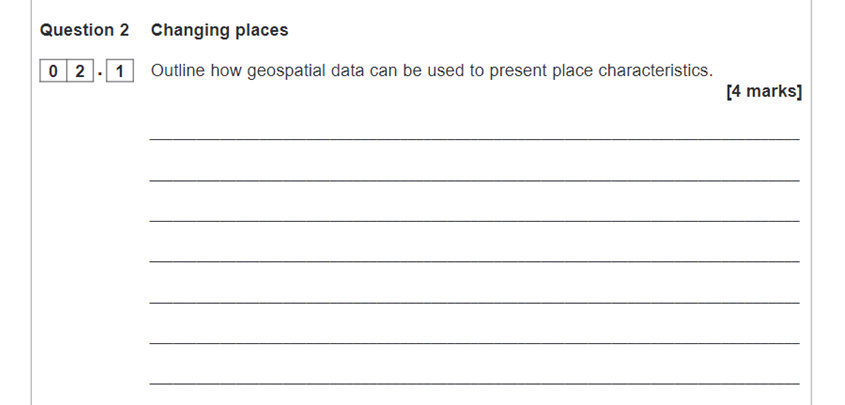 Question 2 Changing places
0 2 . 1 Outline how geospatial data can be used to present place characteristics.
[4 marks]